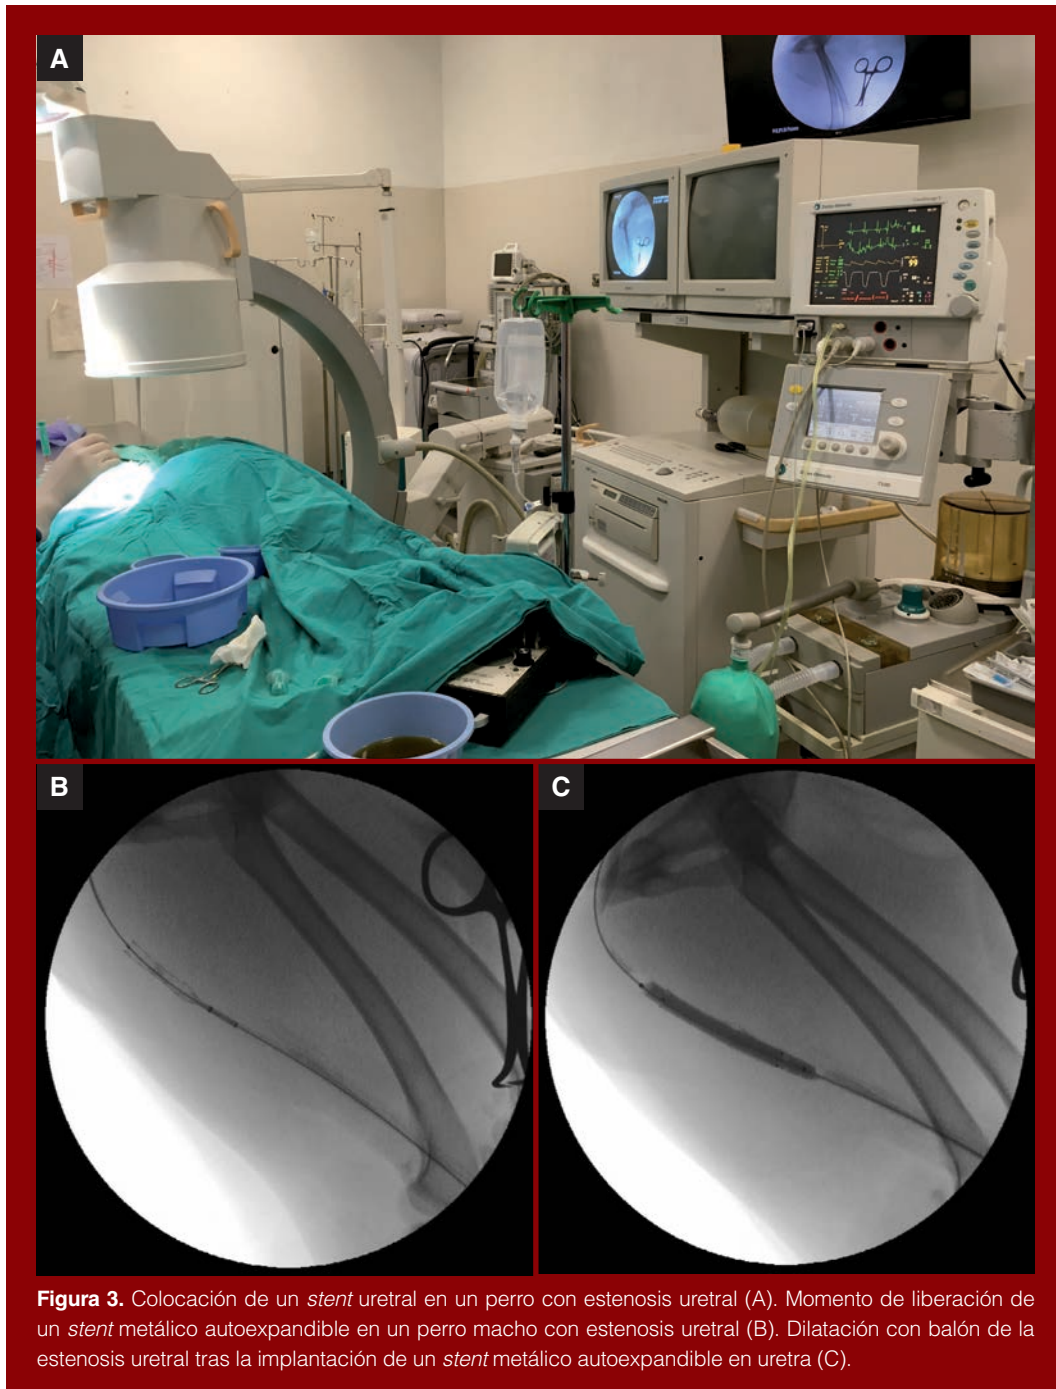 A
84
99
B
C
Figura 3. Colocación de un stent uretral en un perro con estenosis uretral (A). Momento de liberación de
un stent metálico autoexpandible en un perro macho con estenosis uretral (B). Dilatación con balón de la
estenosis uretral tras la implantación de un stent metálico autoexpandible en uretra (C).